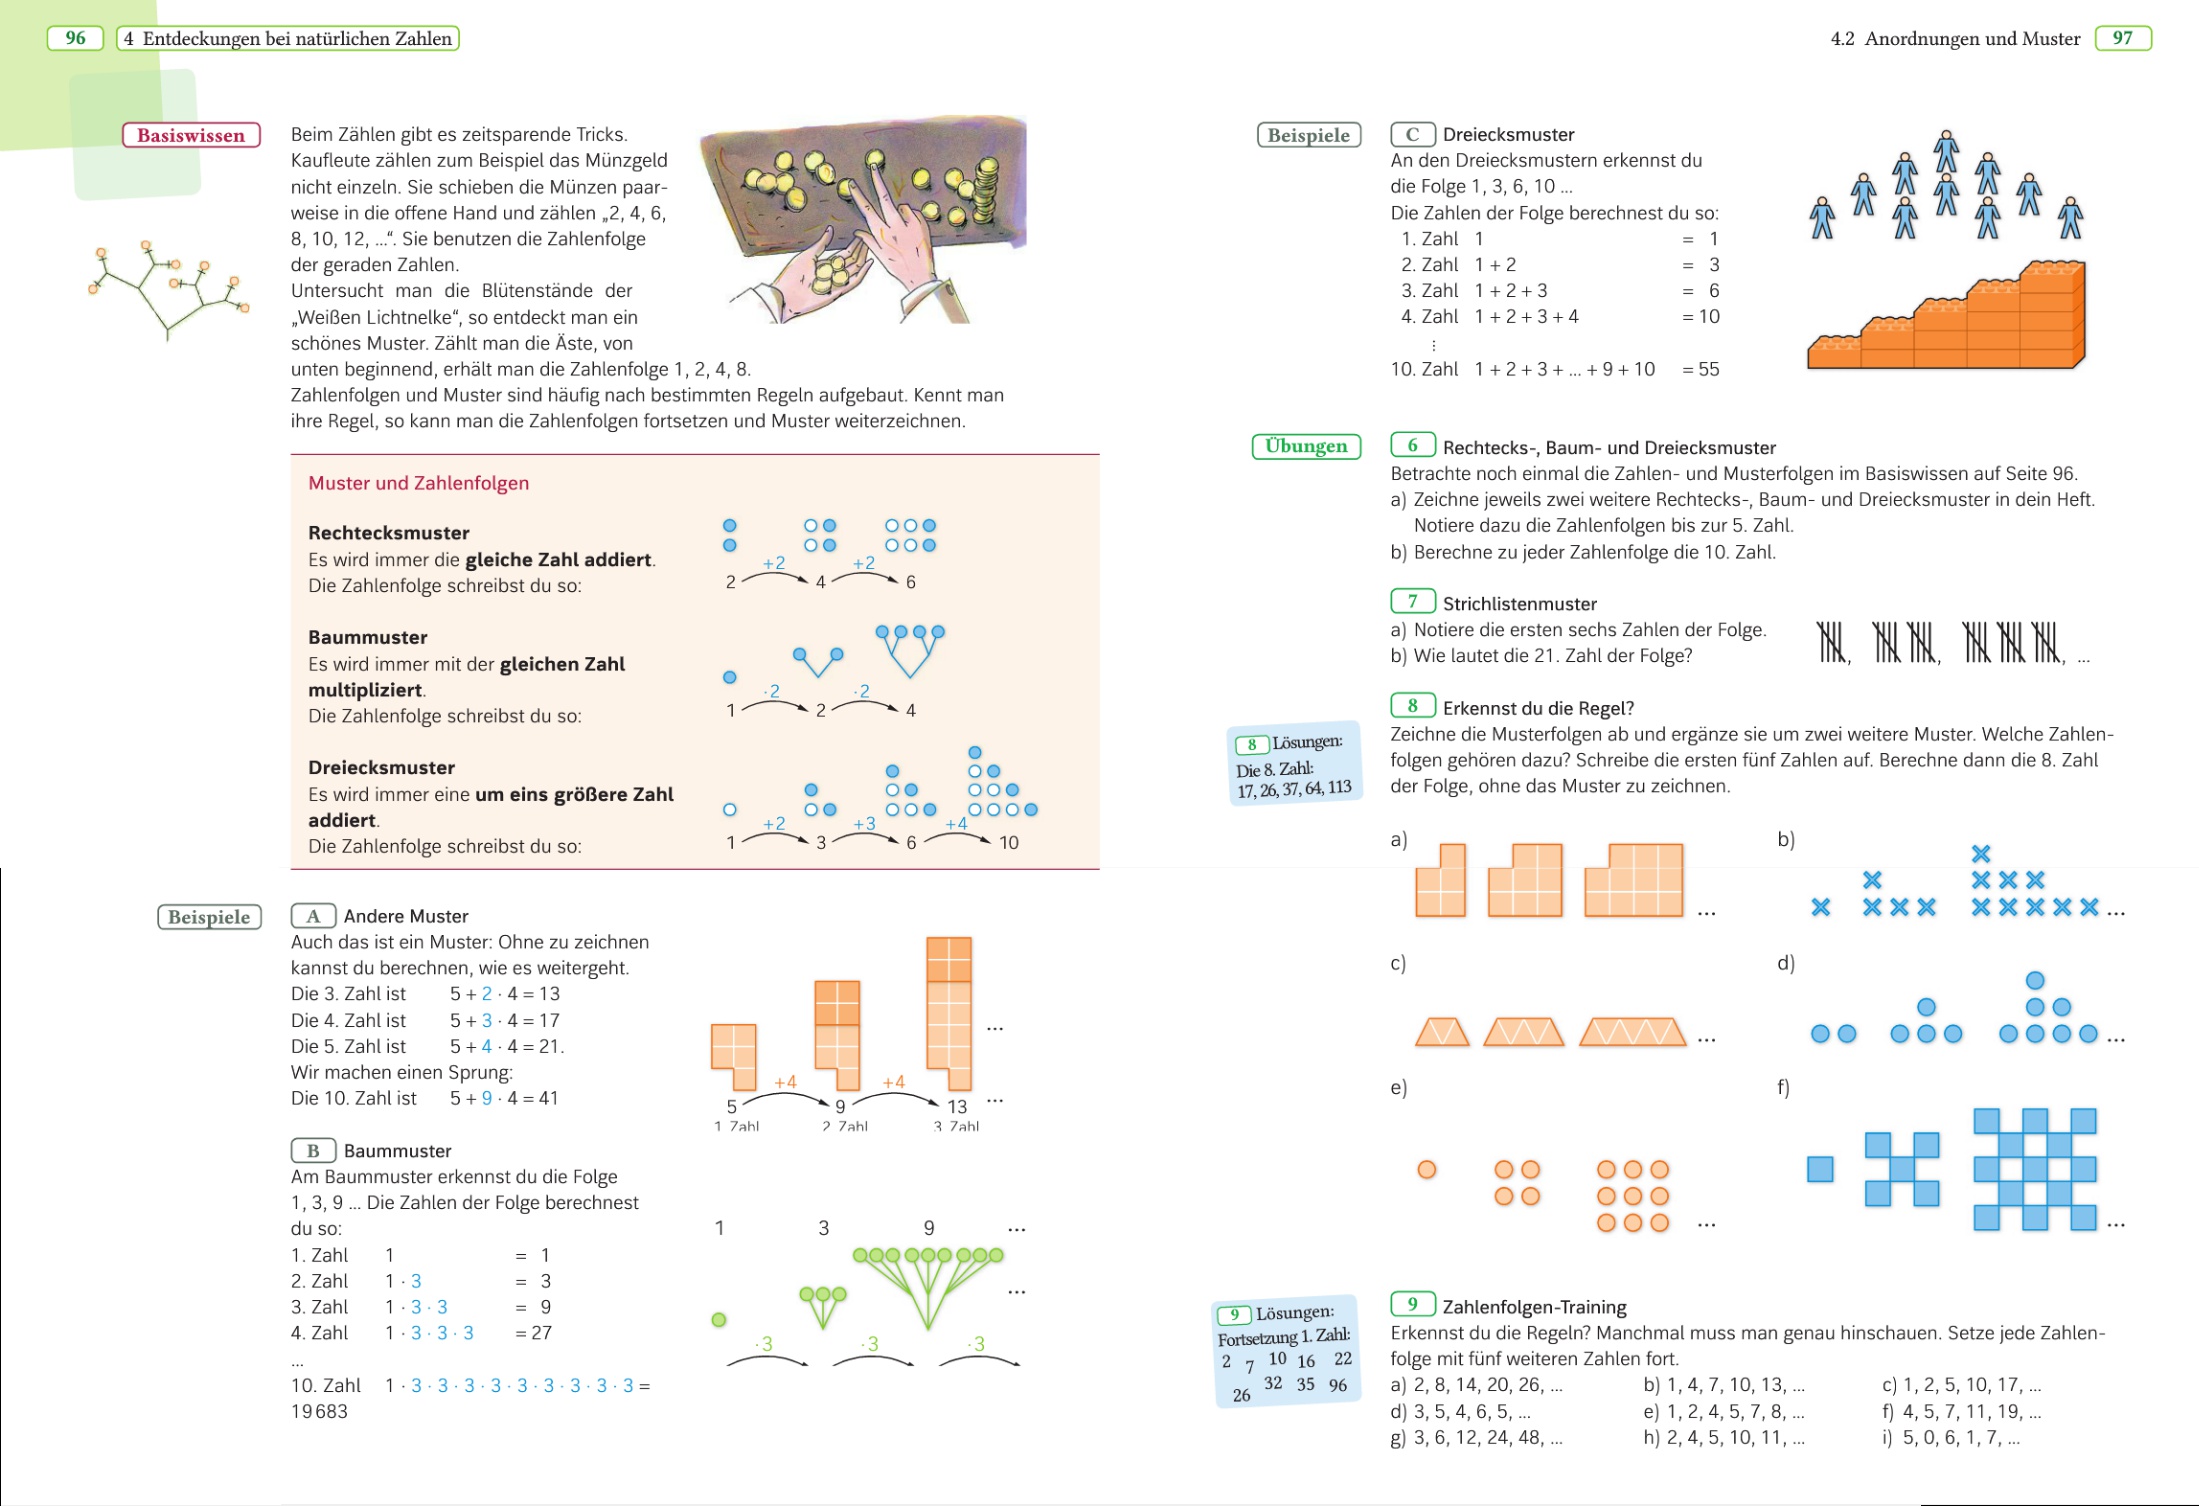 96 4 Entdeckungen bei natürlichen Zahlen
Basiswissen
Beim Zählen gibt es zeitsparende Tricks.
Kaufleute zählen zum Beispiel das Münzgeld
nicht einzeln. Sie schieben die Münzen paar-
weise in die offene Hand und zählen „2, 4, 6,
8, 10, 12, ...“. Sie benutzen die Zahlenfolge
der geraden Zahlen.
Untersucht man die Blütenstände der
„Weißen Lichtnelke“, so entdeckt man ein
schönes Muster. Zählt man die Äste, von
unten beginnend, erhält man die Zahlenfolge 1, 2, 4, 8.
Zahlenfolgen und Muster sind häufig nach bestimmten Regeln aufgebaut. Kennt man
ihre Regel, so kann man die Zahlenfolgen fortsetzen und Muster weiterzeichnen.
Muster und Zahlenfolgen
Rechtecksmuster
Es wird immer die gleiche Zahl addiert.
Die Zahlenfolge schreibst du so:
+2 +2
2 4 6
Baummuster
Es wird immer mit der gleichen Zahl
multipliziert.
Die Zahlenfolge schreibst du so:
·2 ·2
1 2 4
Dreiecksmuster
Es wird immer eine um eins größere Zahl
addiert.
Die Zahlenfolge schreibst du so:
+2 +3 +4
1 3 6 10
Beispiele
A Andere Muster
Auch das ist ein Muster: Ohne zu zeichnen
kannst du berechnen, wie es weitergeht.
Die 3. Zahl ist 5 + 2 · 4 = 13
Die 4. Zahl ist 5 + 3 · 4 = 17
Die 5. Zahl ist 5 + 4 · 4 = 21.
Wir machen einen Sprung:
Die 10. Zahl ist 5 + 9 · 4 = 41
...
+4 +4
5 9 13 ...
1. Zahl 2. Zahl 3. Zahl
B Baummuster
Am Baummuster erkennst du die Folge
1, 3, 9 ... Die Zahlen der Folge berechnest
du so:
1. Zahl 1 = 1
2. Zahl 1 · 3 = 3
3. Zahl 1 · 3 · 3 = 9
4. Zahl 1 · 3 · 3 · 3 = 27
...
10. Zahl 1 · 3 · 3 · 3 · 3 · 3 · 3 · 3 · 3 · 3 =
19 683
1 3 9 ...
...
·3 ·3 ·3
4.2 Anordnungen und Muster 97
Beispiele
C Dreiecksmuster
An den Dreiecksmustern erkennst du
die Folge 1, 3, 6, 10 ...
Die Zahlen der Folge berechnest du so:
1. Zahl 1 = 1
2. Zahl 1 + 2 = 3
3. Zahl 1 + 2 + 3 = 6
4. Zahl 1 + 2 + 3 + 4 = 10
⋮
10. Zahl 1 + 2 + 3 + ... + 9 + 10 = 55
Übungen
6 Rechtecks-, Baum- und Dreiecksmuster
Betrachte noch einmal die Zahlen- und Musterfolgen im Basiswissen auf Seite 96.
a) Zeichne jeweils zwei weitere Rechtecks-, Baum- und Dreiecksmuster in dein Heft.
Notiere dazu die Zahlenfolgen bis zur 5. Zahl.
b) Berechne zu jeder Zahlenfolge die 10. Zahl.
7 Strichlistenmuster
a) Notiere die ersten sechs Zahlen der Folge.
b) Wie lautet die 21. Zahl der Folge?
, , , ...
8 Erkennst du die Regel?
Zeichne die Musterfolgen ab und ergänze sie um zwei weitere Muster. Welche Zahlen-
folgen gehören dazu? Schreibe die ersten fünf Zahlen auf. Berechne dann die 8. Zahl
der Folge, ohne das Muster zu zeichnen.
8 Lösungen:
Die 8. Zahl:
17, 26, 37, 64, 113
a) ...
b) ...
c) ...
d) ...
e) ...
f) ...
9 Lösungen:
Fortsetzung 1. Zahl:
2 7 10 16 22
26 32 35 96
9 Zahlenfolgen-Training
Erkennst du die Regeln? Manchmal muss man genau hinschauen. Setze jede Zahlen-
folge mit fünf weiteren Zahlen fort.
a) 2, 8, 14, 20, 26, ... b) 1, 4, 7, 10, 13, ... c) 1, 2, 5, 10, 17, ...
d) 3, 5, 4, 6, 5, ... e) 1, 2, 4, 5, 7, 8, ... f) 4, 5, 7, 11, 19, ...
g) 3, 6, 12, 24, 48, ... h) 2, 4, 5, 10, 11, ... i) 5, 0, 6, 1, 7, ...